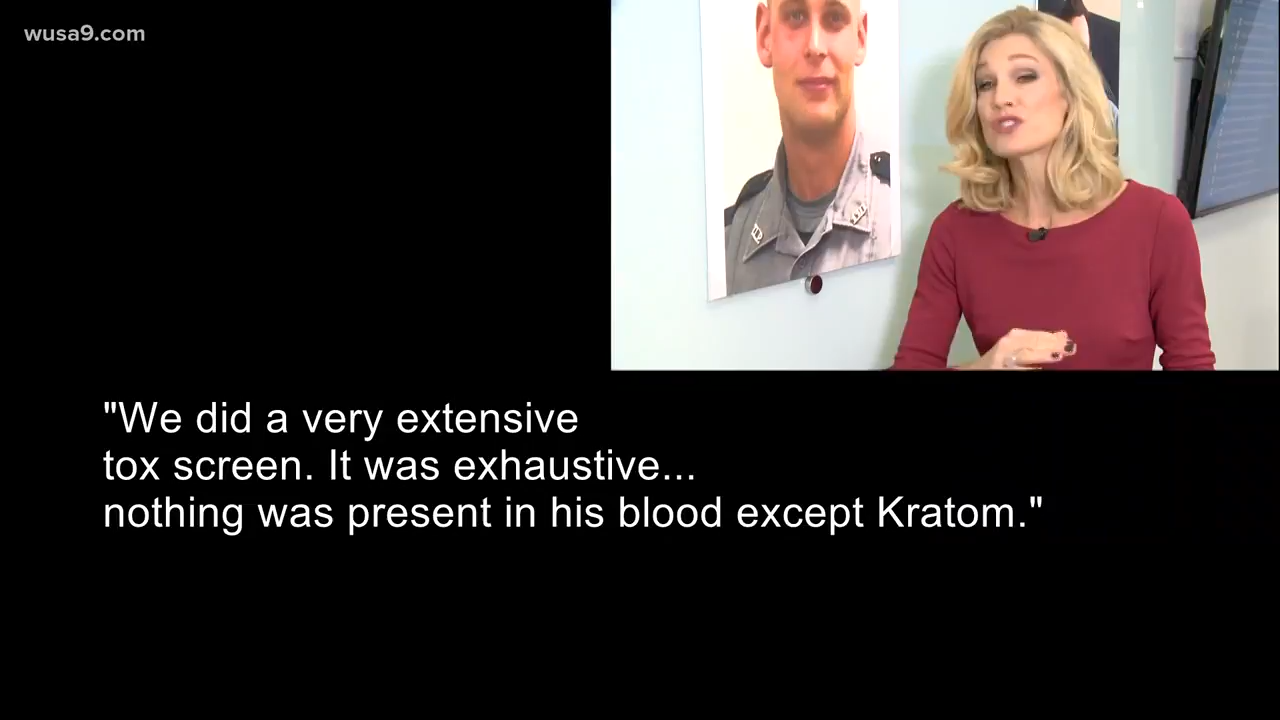 wusa9.com
"We did a very extensive
tox screen. It was exhaustive...
nothing was present in his blood except Kratom."